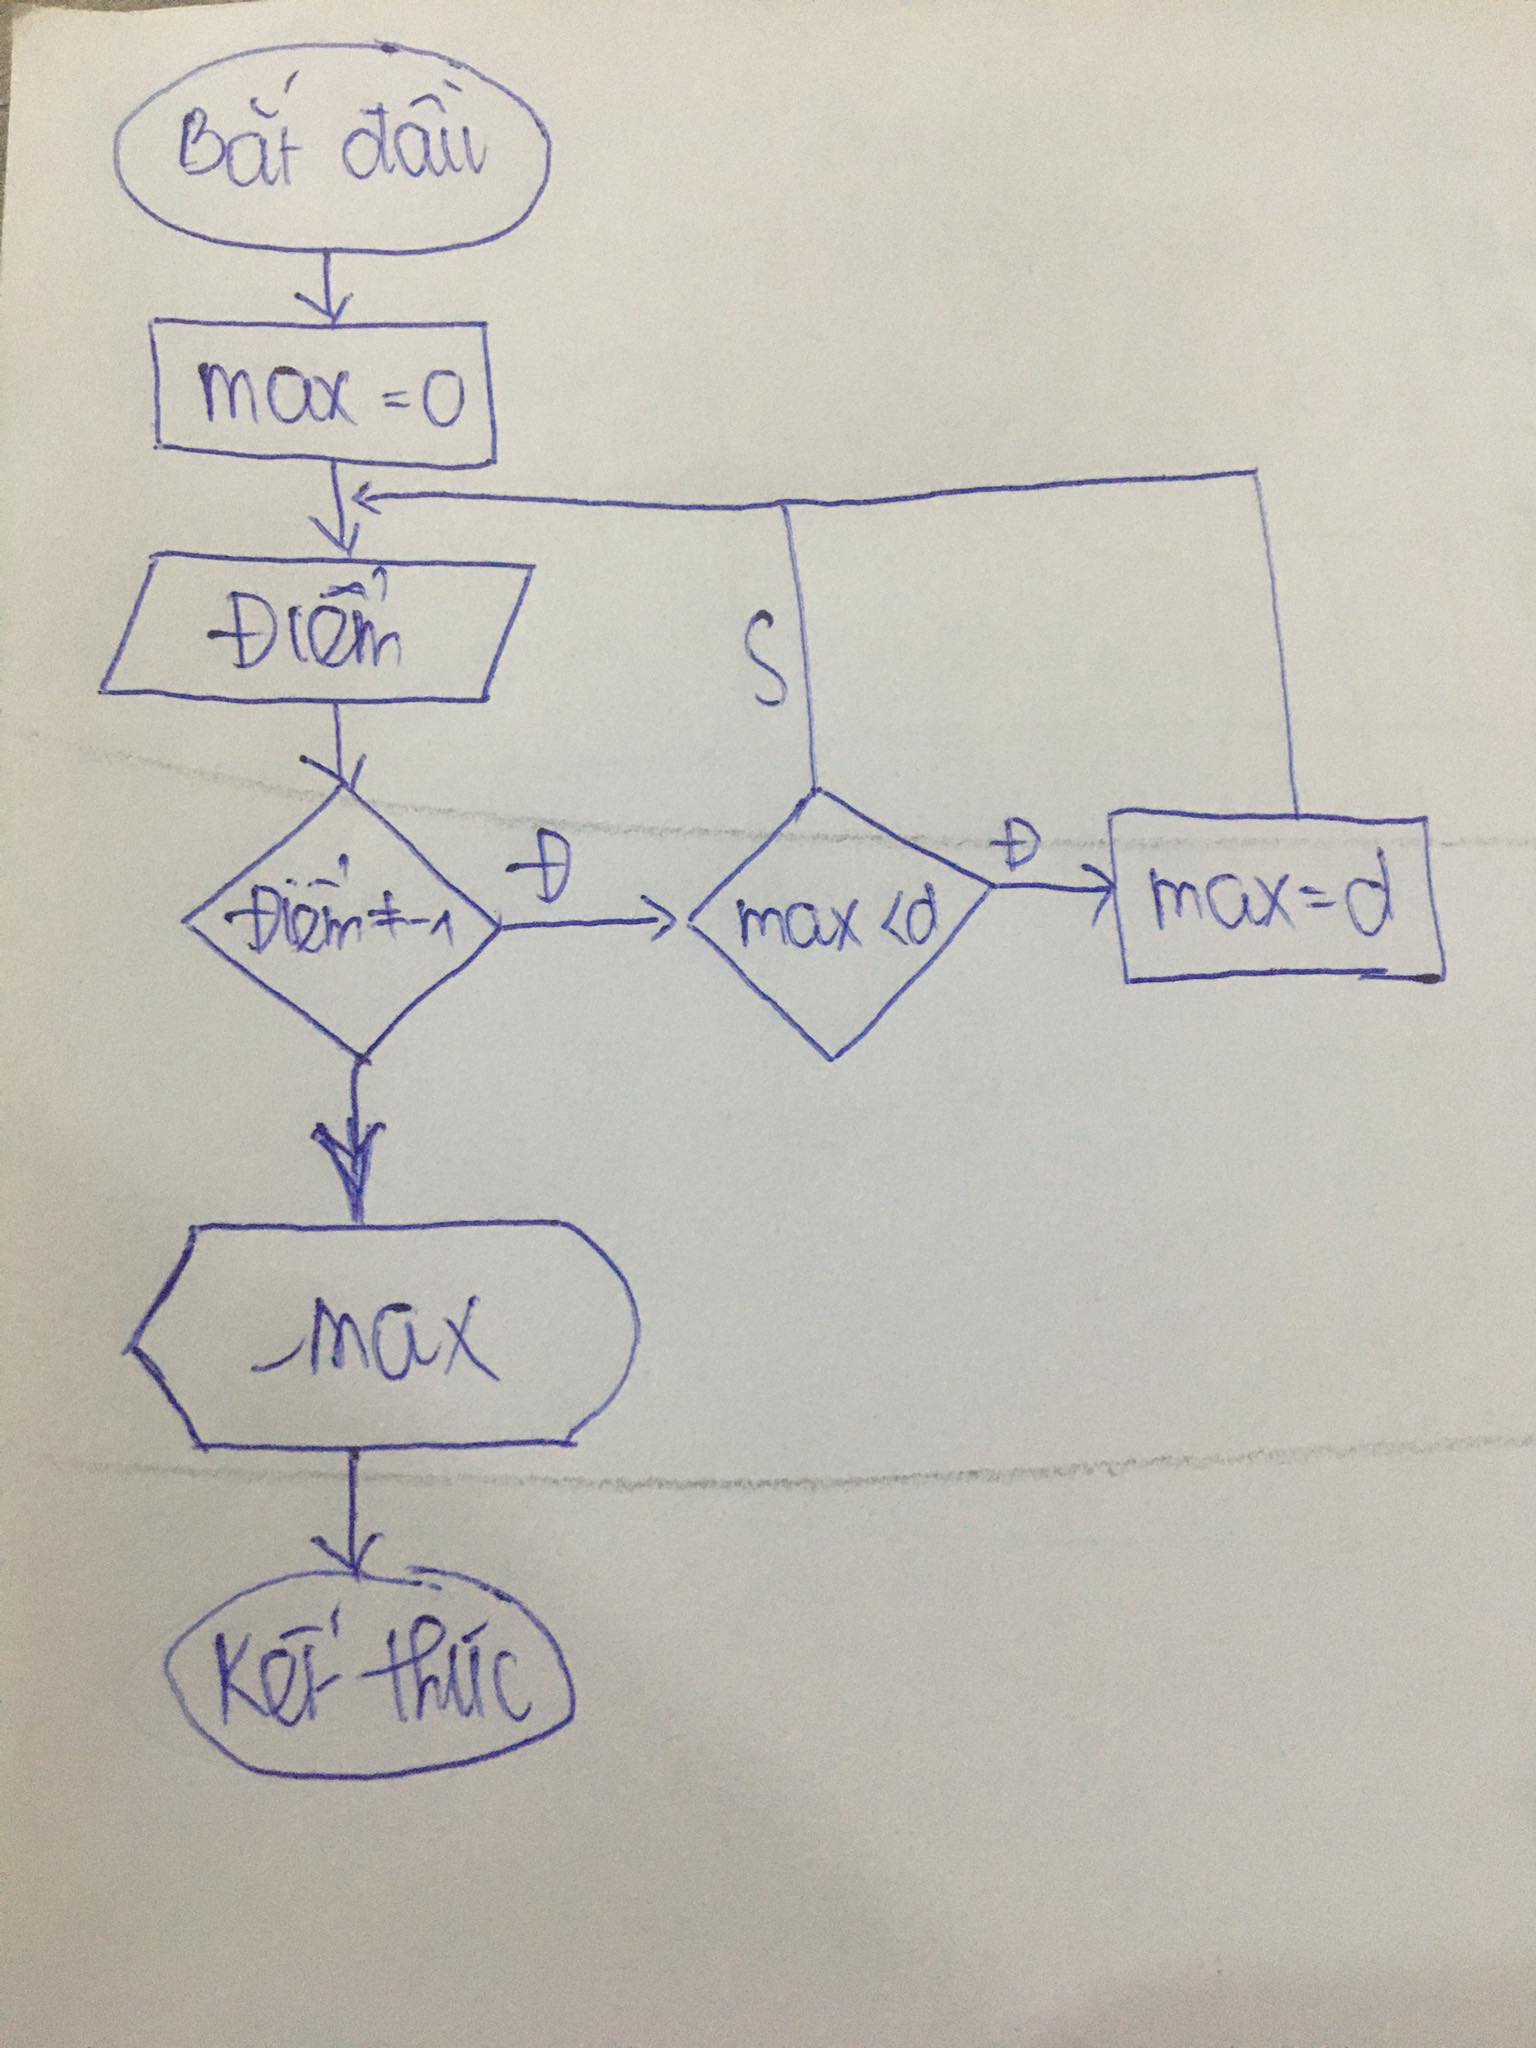 Bắt đầu
max = 0
Điểm
S
Điểm ≠ -1
Đ
max < d
Đ
max = d
max
Kết thúc